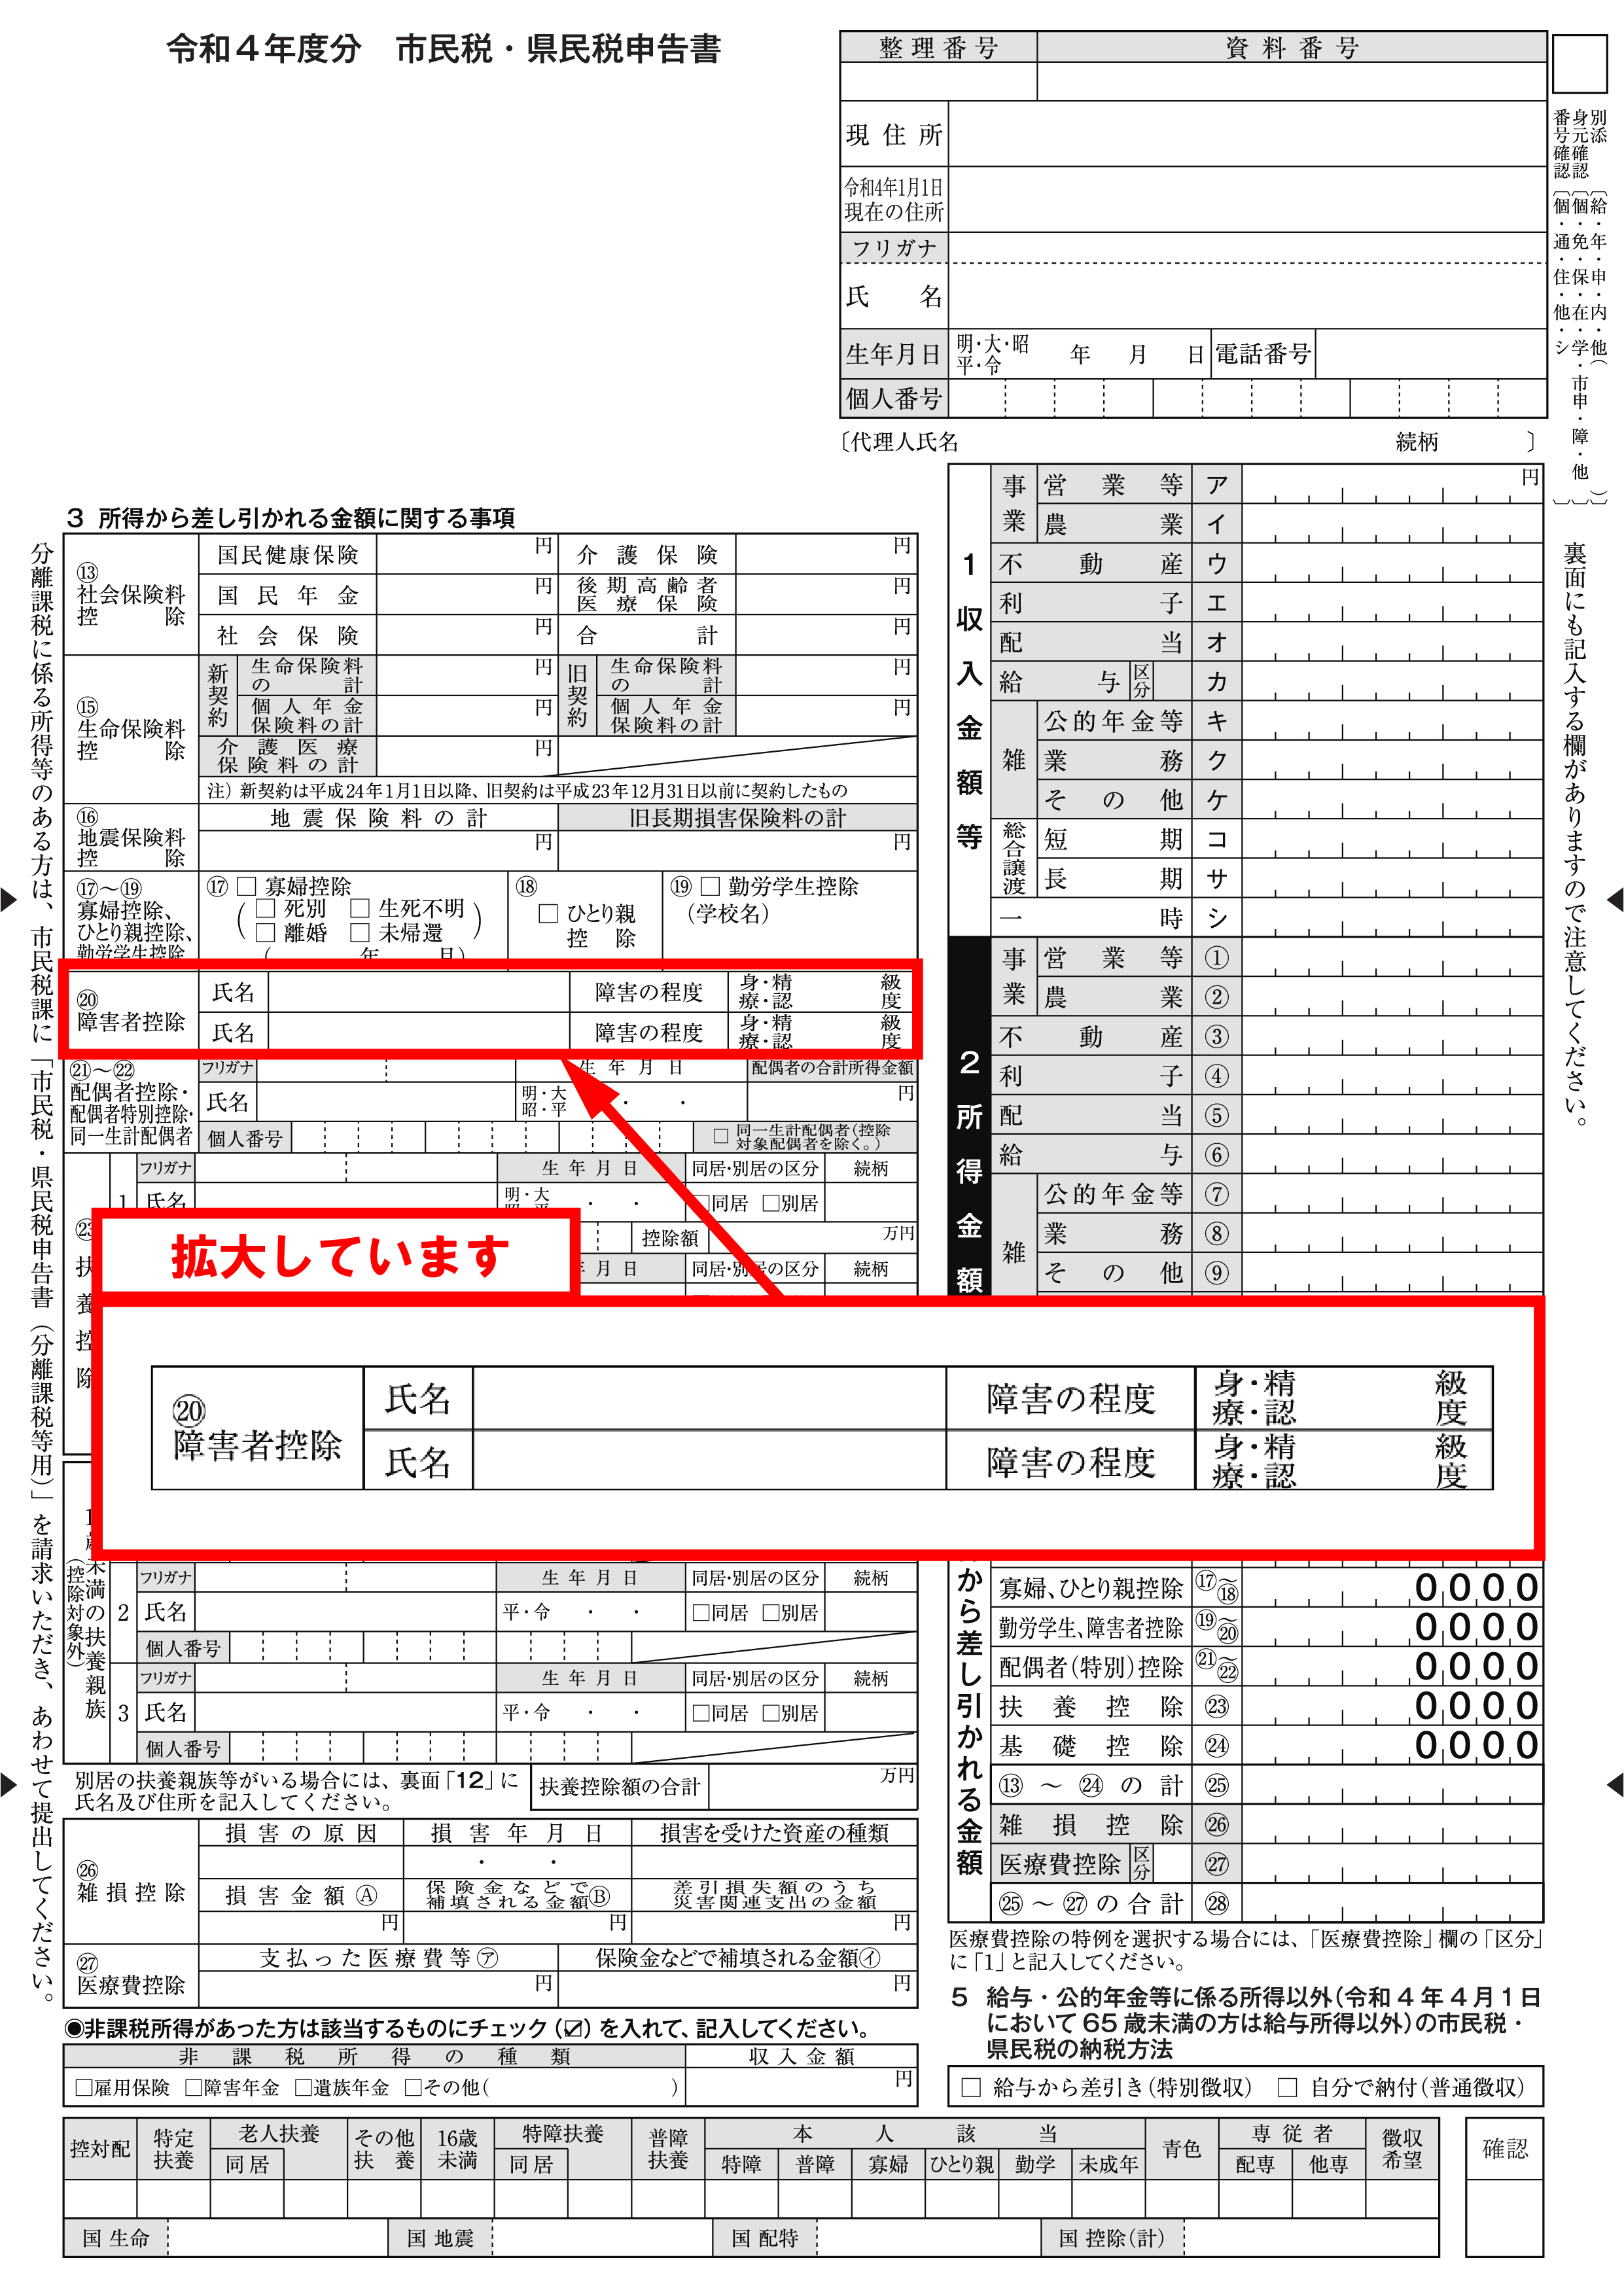 令和４年度分　市民税・県民税申告書
整理番号　資料番号
現住所
令和4年1月1日
現在の住所
フリガナ
氏名
生年月日　明・大・昭　年　月　日　電話番号
平・令
個人番号
〔代理人氏名　続柄　〕
別添〔給・年・申・内・他（　）〕
身元確認〔個・免・保・在・学・市申・障・他〕
番号確認〔個・通・住・他・シ〕
裏面にも記入する欄がありますので注意してください。
分離課税に係る所得等のある方は、市民税課に「市民税・県民税申告書（分離課税等用）」を請求いただき、あわせて提出してください。
3　所得から差し引かれる金額に関する事項
⑬
社会保険料
控除
国民健康保険　円　介護保険　円
国民年金　円　後期高齢者
医療保険　円
社会保険　円　合計　円
⑮
生命保険料
控除
新契約　生命保険料
の計　円　旧契約　生命保険料
の計　円
個人年金
保険料の計　円　個人年金
保険料の計　円
介護医療
保険料の計　円
注）新契約は平成24年1月1日以降、旧契約は平成23年12月31日以前に契約したもの
⑯
地震保険料
控除
地震保険料の計　旧長期損害保険料の計
円　円
⑰～⑲
寡婦控除、
ひとり親控除、
勤労学生控除
⑰ □ 寡婦控除
（□ 死別　□ 生死不明
□ 離婚　□ 未帰還）
（　年　月）
⑱
□ ひとり親
控除
⑲ □ 勤労学生控除
（学校名）
⑳
障害者控除
氏名　障害の程度　身・精　級
療・認　度
氏名　障害の程度　身・精　級
療・認　度
㉑～㉒
配偶者控除・
配偶者特別控除・
同一生計配偶者
フリガナ　生年月日　配偶者の合計所得金額
氏名　明・大
昭・平　・　・　円
個人番号　□ 同一生計配偶者（控除
対象配偶者を除く。）
㉓
扶養控除
1
フリガナ　生年月日　同居・別居の区分　続柄
氏名　明・大　・　・　□同居　□別居
控除額　万円
年月日　同居・別居の区分　続柄
拡大しています
⑳
障害者控除
氏名　障害の程度　身・精　級
療・認　度
氏名　障害の程度　身・精　級
療・認　度
歳未満の扶養親族
（控除対象外）
2
フリガナ　生年月日　同居・別居の区分　続柄
氏名　平・令　・　・　□同居　□別居
個人番号
3
フリガナ　生年月日　同居・別居の区分　続柄
氏名　平・令　・　・　□同居　□別居
個人番号
別居の扶養親族等がいる場合には、裏面「12」に
氏名及び住所を記入してください。
扶養控除額の合計　万円
㉖
雑損控除
損害の原因　損害年月日　損害を受けた資産の種類
・　・
損害金額Ⓐ　保険金などで
補填される金額Ⓑ　差引損失額のうち
災害関連支出の金額
円　円　円
㉗
医療費控除
支払った医療費等㋐　保険金などで補填される金額㋑
円　円
◉非課税所得があった方は該当するものにチェック（☑）を入れて、記入してください。
非課税所得の種類　収入金額
□雇用保険　□障害年金　□遺族年金　□その他（　）　円
1　収入金額等
事業　営業等　ア　円
農業　イ
不動産　ウ
利子　エ
配当　オ
給与　区分　カ
雑　公的年金等　キ
業務　ク
その他　ケ
総合譲渡　短期　コ
長期　サ
一時　シ
2　所得金額
事業　営業等　①
農業　②
不動産　③
利子　④
配当　⑤
給与　⑥
雑　公的年金等　⑦
業務　⑧
その他　⑨
から差し引かれる金額
寡婦、ひとり親控除　⑰～⑱　0000
勤労学生、障害者控除　⑲～⑳　0000
配偶者（特別）控除　㉑～㉒　0000
扶養控除　㉓　0000
基礎控除　㉔　0000
⑬～㉔の計　㉕
雑損控除　㉖
医療費控除　区分　㉗
㉕～㉗の合計　㉘
医療費控除の特例を選択する場合には、「医療費控除」欄の「区分」
に「1」と記入してください。
5　給与・公的年金等に係る所得以外（令和４年４月１日
において65歳未満の方は給与所得以外）の市民税・
県民税の納税方法
□ 給与から差引き（特別徴収）　□ 自分で納付（普通徴収）
控対配　特定扶養　老人扶養　同居　その他扶養　16歳未満　特障扶養　同居　普障扶養　本人該当　特障　普障　寡婦　ひとり親　勤学　未成年　青色　専従者　配専　他専　徴収希望　確認
国 生命　国 地震　国 配特　国 控除（計）